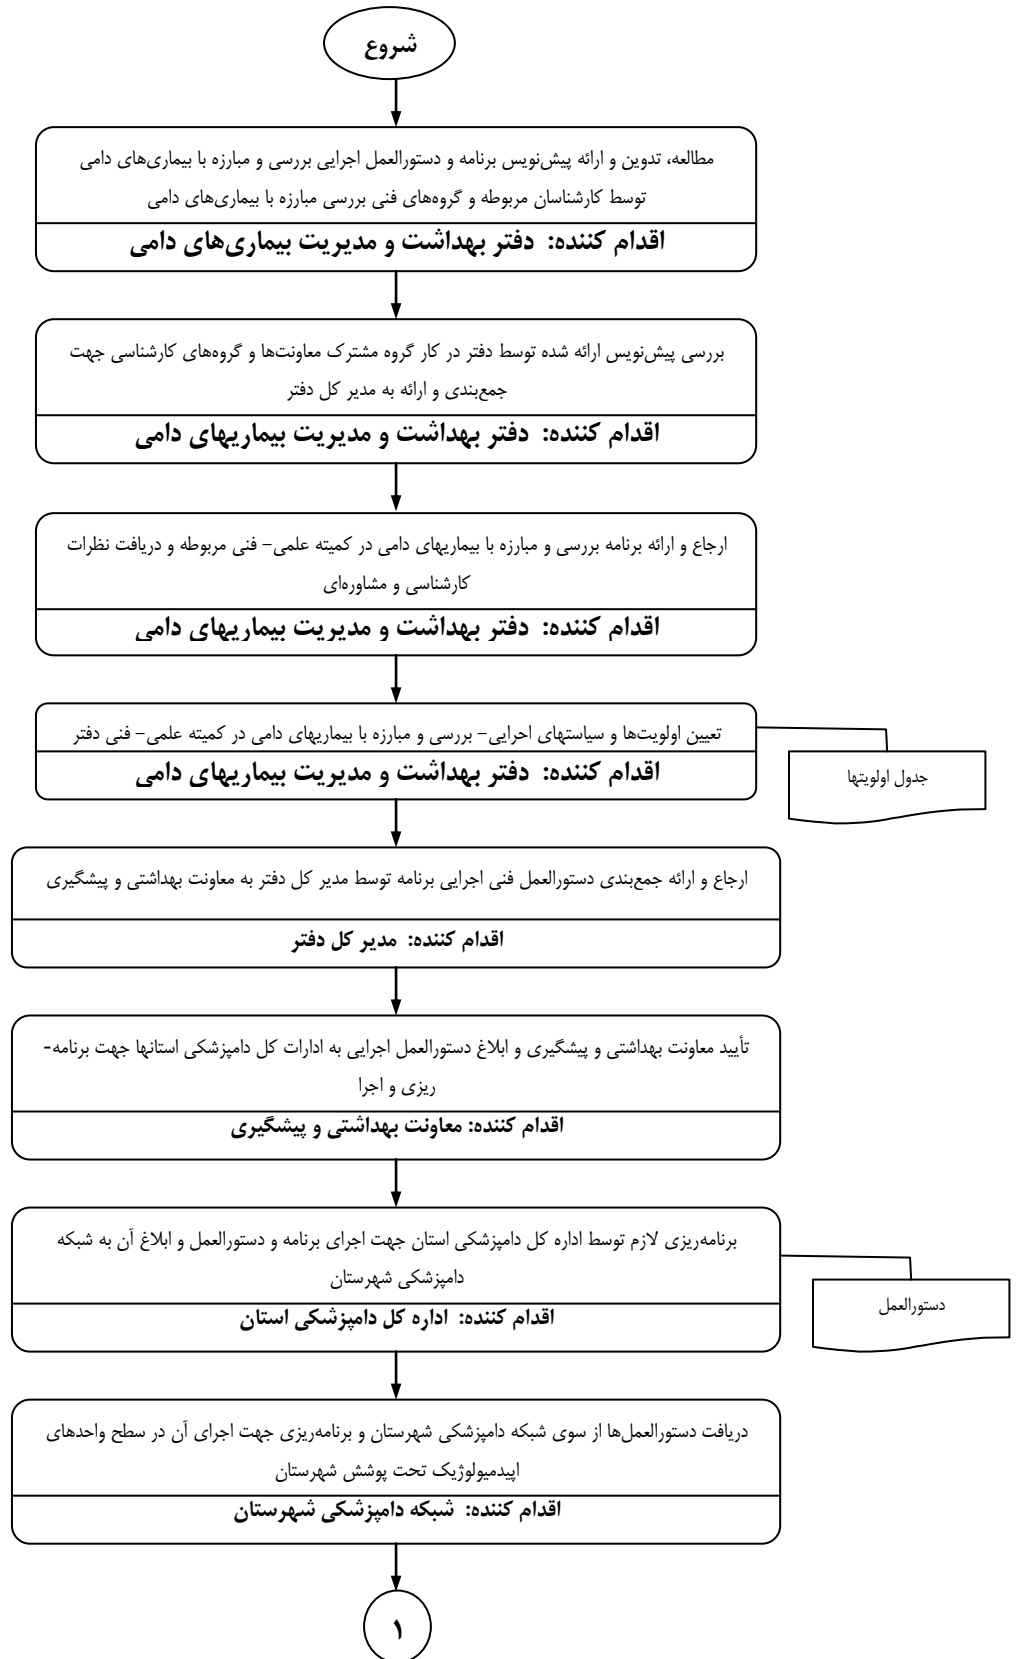 شروع
مطالعه، تدوین و ارائه پیش‌نویس برنامه و دستورالعمل اجرایی بررسی و مبارزه با بیماری‌های دامی
توسط کارشناسان مربوطه و گروه‌های فنی بررسی مبارزه با بیماری‌های دامی
اقدام کننده: دفتر بهداشت و مدیریت بیماری‌های دامی
بررسی پیش‌نویس ارائه شده توسط دفتر در کار گروه مشترک معاونت‌ها و گروه‌های کارشناسی جهت
جمع‌بندی و ارائه به مدیر کل دفتر
اقدام کننده: دفتر بهداشت و مدیریت بیماریهای دامی
ارجاع و ارائه برنامه بررسی و مبارزه با بیماریهای دامی در کمیته علمی– فنی مربوطه و دریافت نظرات
کارشناسی و مشاوره‌ای
اقدام کننده: دفتر بهداشت و مدیریت بیماریهای دامی
تعیین اولویت‌ها و سیاستهای اجرایی– بررسی و مبارزه با بیماریهای دامی در کمیته علمی– فنی دفتر
اقدام کننده: دفتر بهداشت و مدیریت بیماریهای دامی
جدول اولویتها
ارجاع و ارائه جمع‌بندی دستورالعمل فنی اجرایی برنامه توسط مدیر کل دفتر به معاونت بهداشتی و پیشگیری
اقدام کننده: مدیر کل دفتر
تأیید معاونت بهداشتی و پیشگیری و ابلاغ دستورالعمل اجرایی به ادارات کل دامپزشکی استانها جهت برنامه-
ریزی و اجرا
اقدام کننده: معاونت بهداشتی و پیشگیری
برنامه‌ریزی لازم توسط اداره کل دامپزشکی استان جهت اجرای برنامه و دستورالعمل و ابلاغ آن به شبکه
دامپزشکی شهرستان
اقدام کننده: اداره کل دامپزشکی استان
دستورالعمل
دریافت دستورالعمل‌ها از سوی شبکه دامپزشکی شهرستان و برنامه‌ریزی جهت اجرای آن در سطح واحدهای
اپیدمیولوژیک تحت پوشش شهرستان
اقدام کننده: شبکه دامپزشکی شهرستان
۱